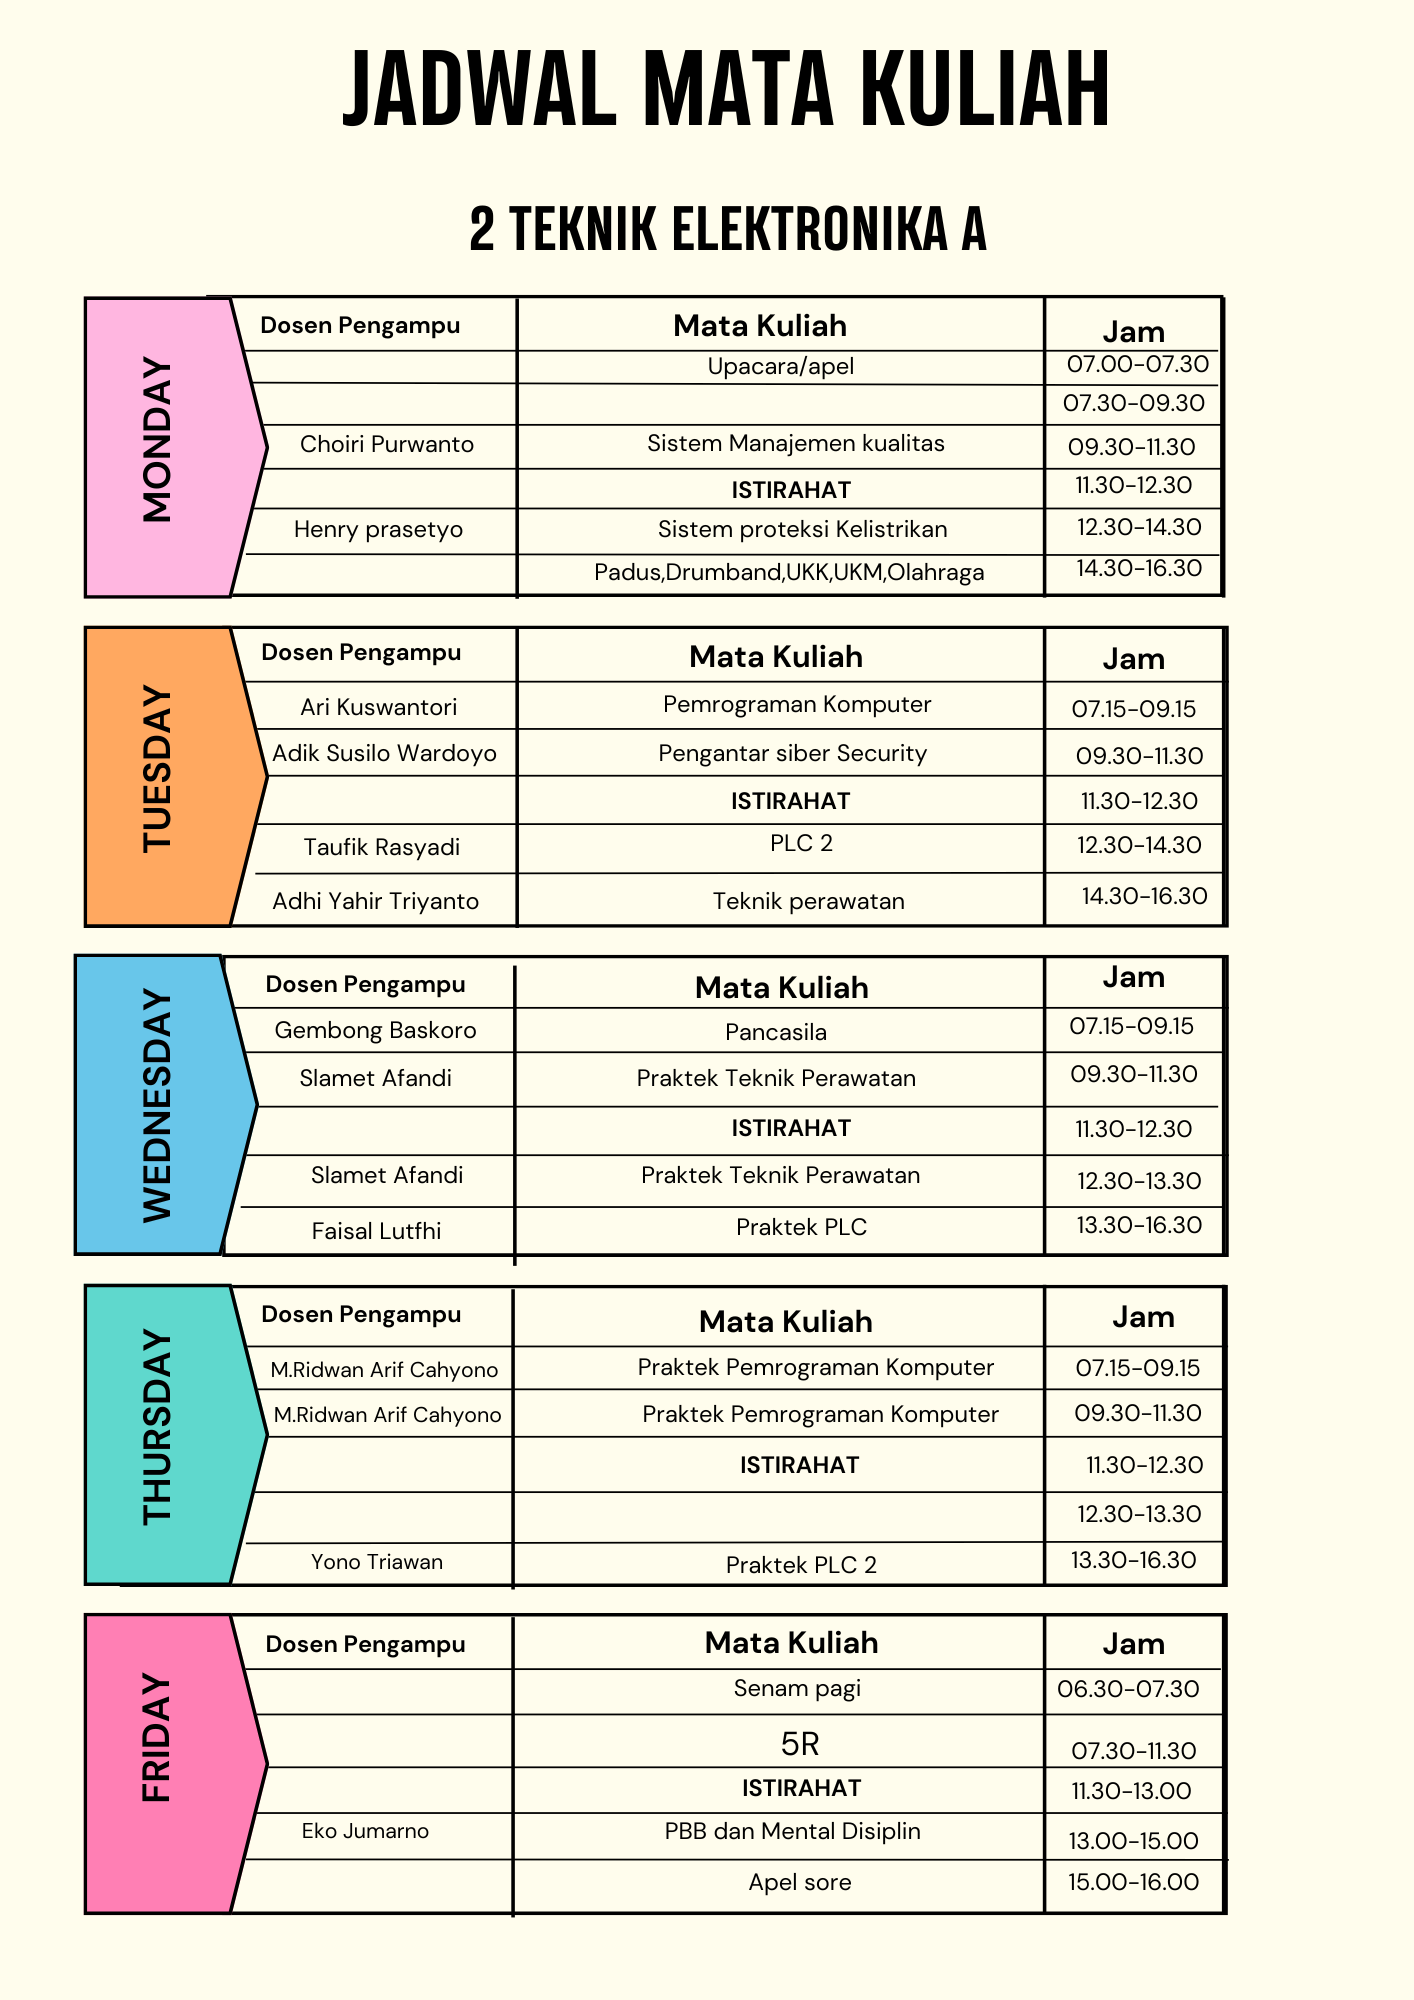 JADWAL MATA KULIAH
2 TEKNIK ELEKTRONIKA A
MONDAY
Dosen Pengampu Mata Kuliah Jam
Upacara/apel 07.00-07.30
07.30-09.30
Choiri Purwanto Sistem Manajemen kualitas 09.30-11.30
ISTIRAHAT 11.30-12.30
Henry prasetyo Sistem proteksi Kelistrikan 12.30-14.30
Padus,Drumband,UKK,UKM,Olahraga 14.30-16.30
TUESDAY
Dosen Pengampu Mata Kuliah Jam
Ari Kuswantori Pemrograman Komputer 07.15-09.15
Adik Susilo Wardoyo Pengantar siber Security 09.30-11.30
ISTIRAHAT 11.30-12.30
Taufik Rasyadi PLC 2 12.30-14.30
Adhi Yahir Triyanto Teknik perawatan 14.30-16.30
WEDNESDAY
Dosen Pengampu Mata Kuliah Jam
Gembong Baskoro Pancasila 07.15-09.15
Slamet Afandi Praktek Teknik Perawatan 09.30-11.30
ISTIRAHAT 11.30-12.30
Slamet Afandi Praktek Teknik Perawatan 12.30-13.30
Faisal Lutfhi Praktek PLC 13.30-16.30
THURSDAY
Dosen Pengampu Mata Kuliah Jam
M.Ridwan Arif Cahyono Praktek Pemrograman Komputer 07.15-09.15
M.Ridwan Arif Cahyono Praktek Pemrograman Komputer 09.30-11.30
ISTIRAHAT 11.30-12.30
12.30-13.30
Yono Triawan Praktek PLC 2 13.30-16.30
FRIDAY
Dosen Pengampu Mata Kuliah Jam
Senam pagi 06.30-07.30
5R 07.30-11.30
ISTIRAHAT 11.30-13.00
Eko Jumarno PBB dan Mental Disiplin 13.00-15.00
Apel sore 15.00-16.00